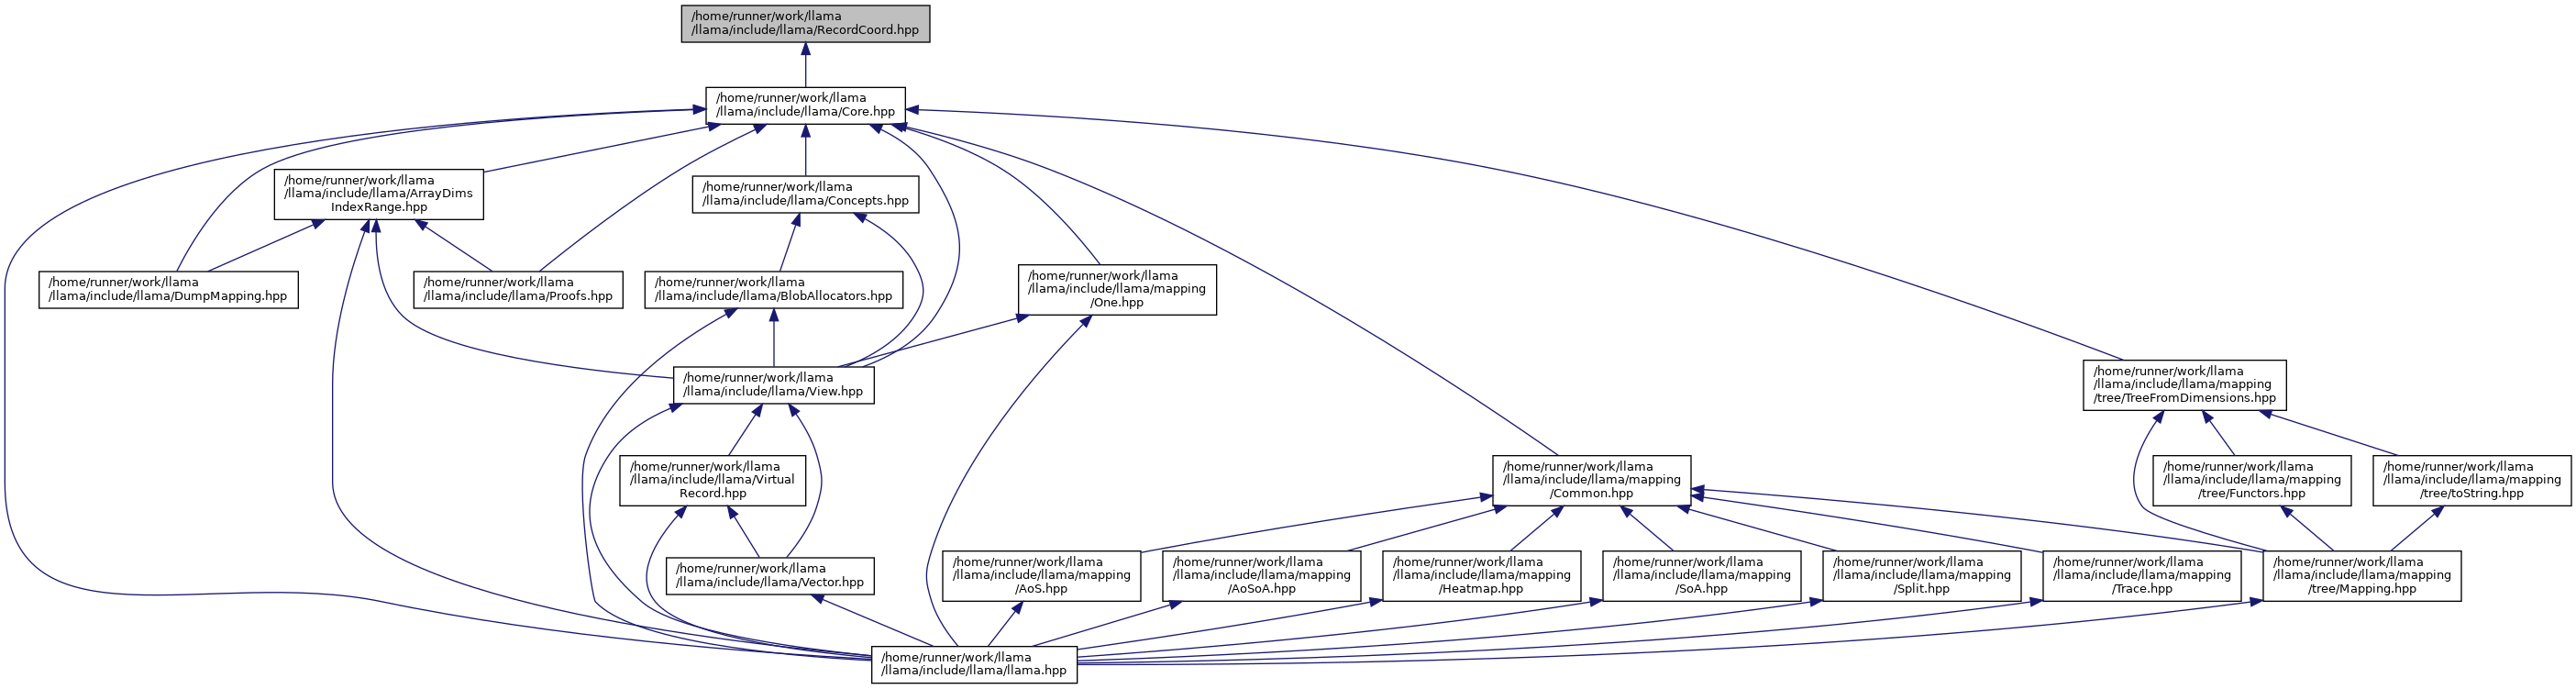 /home/runner/work/llama
/llama/include/llama/RecordCoord.hpp
/home/runner/work/llama
/llama/include/llama/Core.hpp
/home/runner/work/llama
/llama/include/llama/ArrayDims
IndexRange.hpp
/home/runner/work/llama
/llama/include/llama/Concepts.hpp
/home/runner/work/llama
/llama/include/llama/DumpMapping.hpp
/home/runner/work/llama
/llama/include/llama/Proofs.hpp
/home/runner/work/llama
/llama/include/llama/BlobAllocators.hpp
/home/runner/work/llama
/llama/include/llama/mapping
/One.hpp
/home/runner/work/llama
/llama/include/llama/View.hpp
/home/runner/work/llama
/llama/include/llama/mapping
/tree/TreeFromDimensions.hpp
/home/runner/work/llama
/llama/include/llama/Virtual
Record.hpp
/home/runner/work/llama
/llama/include/llama/mapping
/Common.hpp
/home/runner/work/llama
/llama/include/llama/mapping
/tree/Functors.hpp
/home/runner/work/llama
/llama/include/llama/mapping
/tree/toString.hpp
/home/runner/work/llama
/llama/include/llama/Vector.hpp
/home/runner/work/llama
/llama/include/llama/mapping
/AoS.hpp
/home/runner/work/llama
/llama/include/llama/mapping
/AoSoA.hpp
/home/runner/work/llama
/llama/include/llama/mapping
/Heatmap.hpp
/home/runner/work/llama
/llama/include/llama/mapping
/SoA.hpp
/home/runner/work/llama
/llama/include/llama/mapping
/Split.hpp
/home/runner/work/llama
/llama/include/llama/mapping
/Trace.hpp
/home/runner/work/llama
/llama/include/llama/mapping
/tree/Mapping.hpp
/home/runner/work/llama
/llama/include/llama/llama.hpp